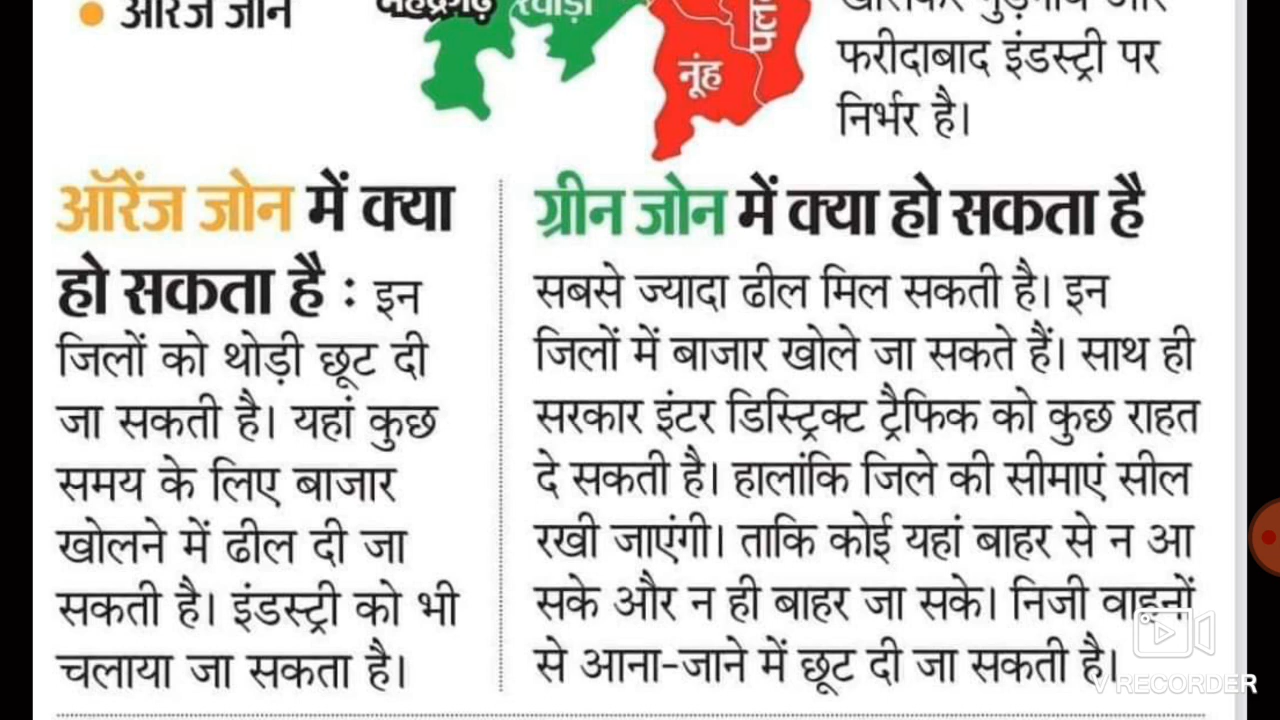 ऑरेंज जोन
नूंह
फरीदाबाद इंडस्ट्री पर
निर्भर है।
ऑरेंज जोन में क्या
हो सकता है : इन
जिलों को थोड़ी छूट दी
जा सकती है। यहां कुछ
समय के लिए बाजार
खोलने में ढील दी जा
सकती है। इंडस्ट्री को भी
चलाया जा सकता है।
ग्रीन जोन में क्या हो सकता है
सबसे ज्यादा ढील मिल सकती है। इन
जिलों में बाजार खोले जा सकते हैं। साथ ही
सरकार इंटर डिस्ट्रिक्ट ट्रैफिक को कुछ राहत
दे सकती है। हालांकि जिले की सीमाएं सील
रखी जाएंगी। ताकि कोई यहां बाहर से न आ
सके और न ही बाहर जा सके। निजी वाहनों
से आना-जाने में छूट दी जा सकती है।
V RECORDER